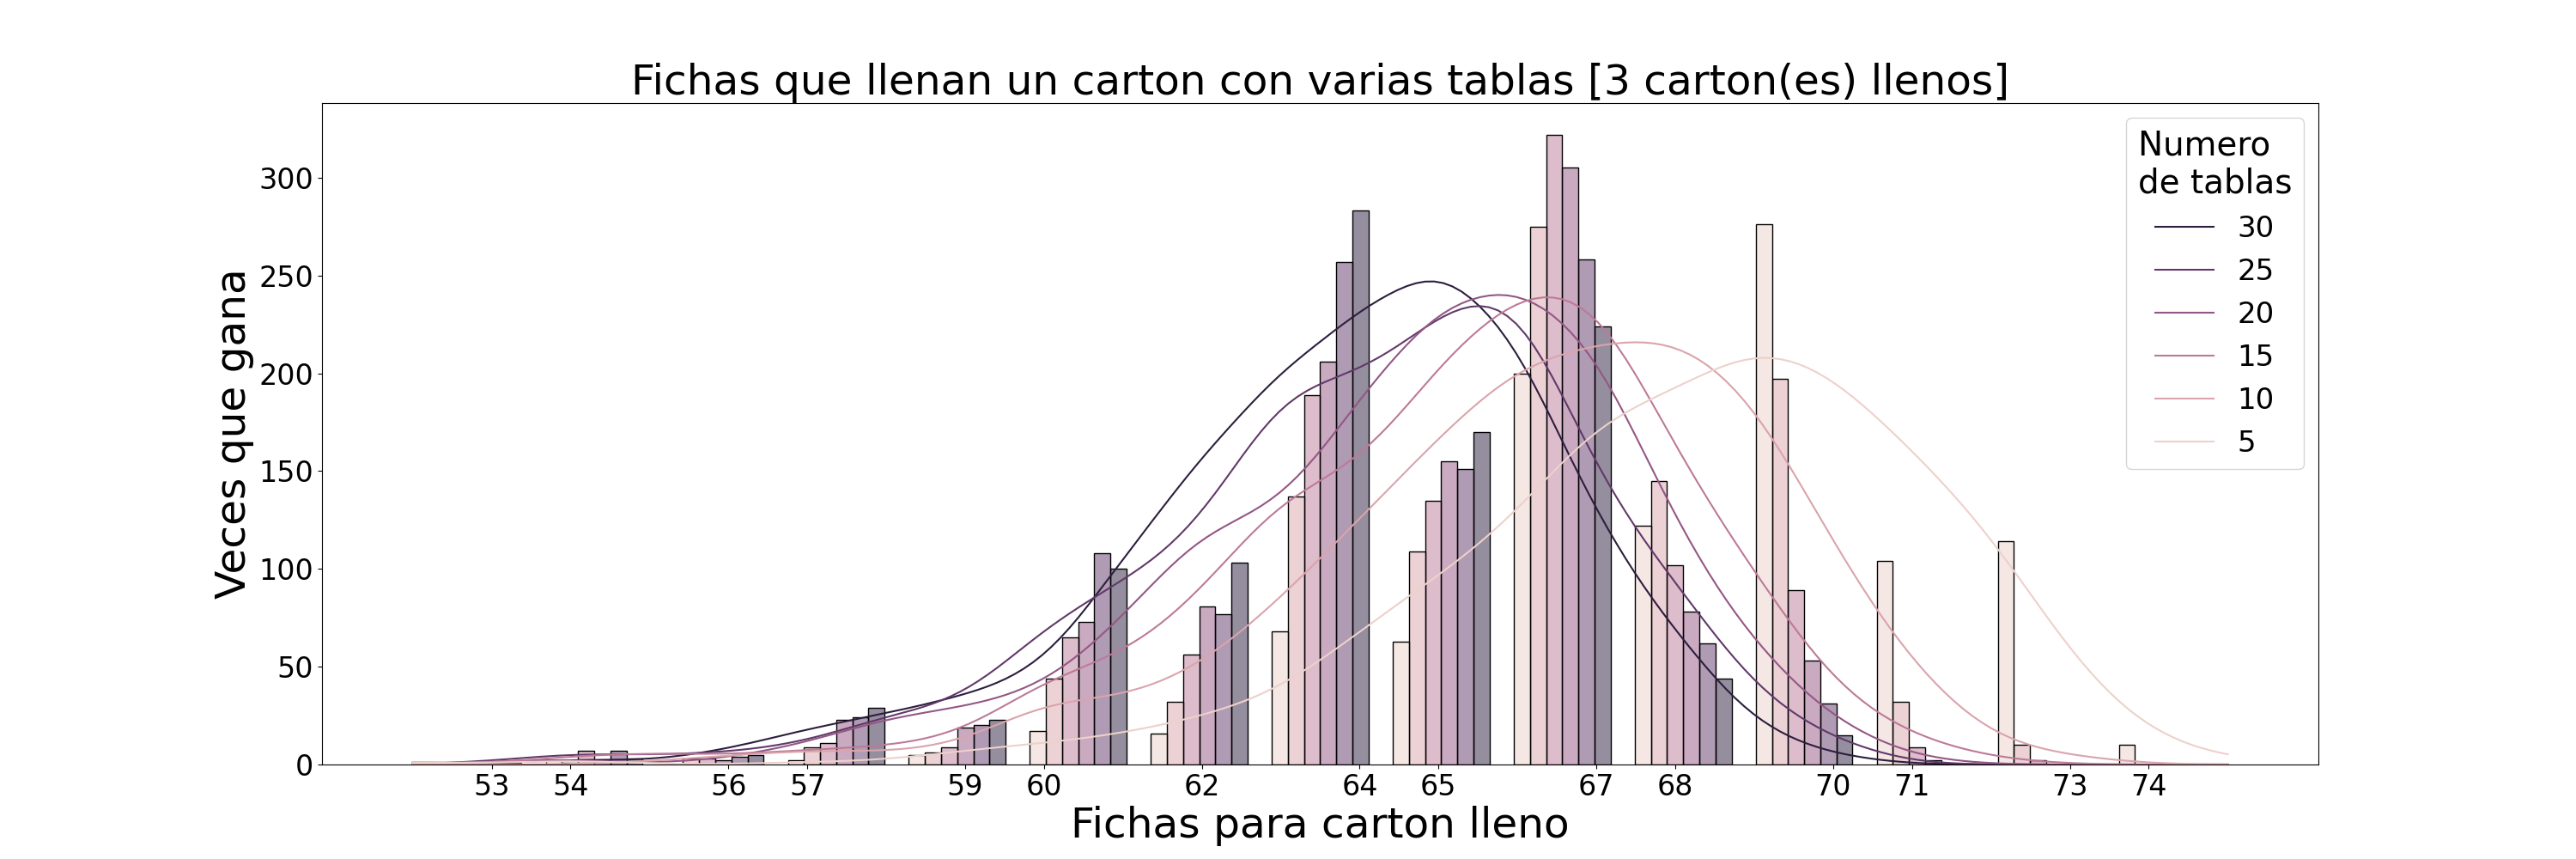 Fichas que llenan un carton con varias tablas [3 carton(es) llenos]
Numero
de tablas
30
25
20
15
10
5
Veces que gana
300
250
200
150
100
50
0
53 54 56 57 59 60 62 64 65 67 68 70 71 73 74
Fichas para carton lleno